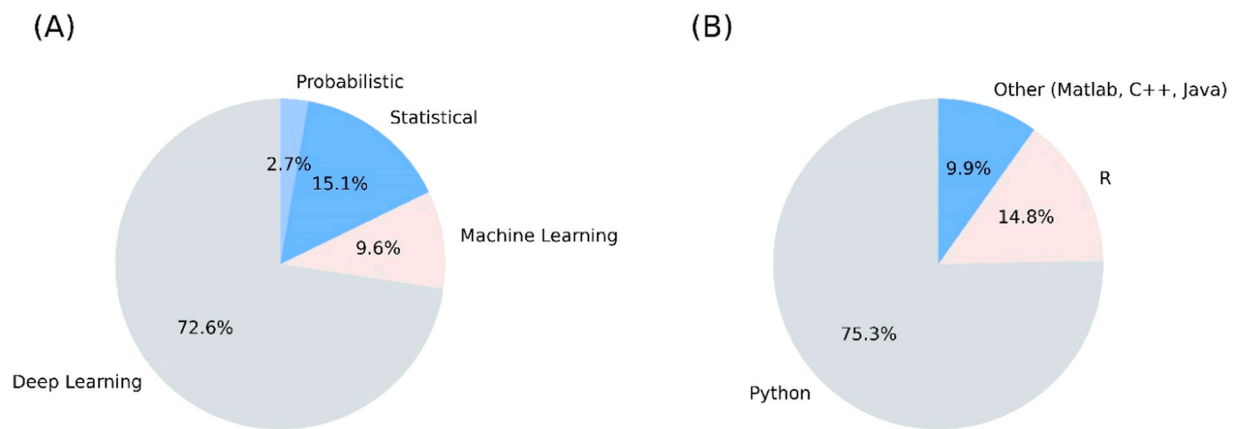 (A)
Probabilistic
Statistical
2.7%
15.1%
Machine Learning
9.6%
72.6%
Deep Learning
(B)
Other (Matlab, C++, Java)
9.9%
R
14.8%
75.3%
Python